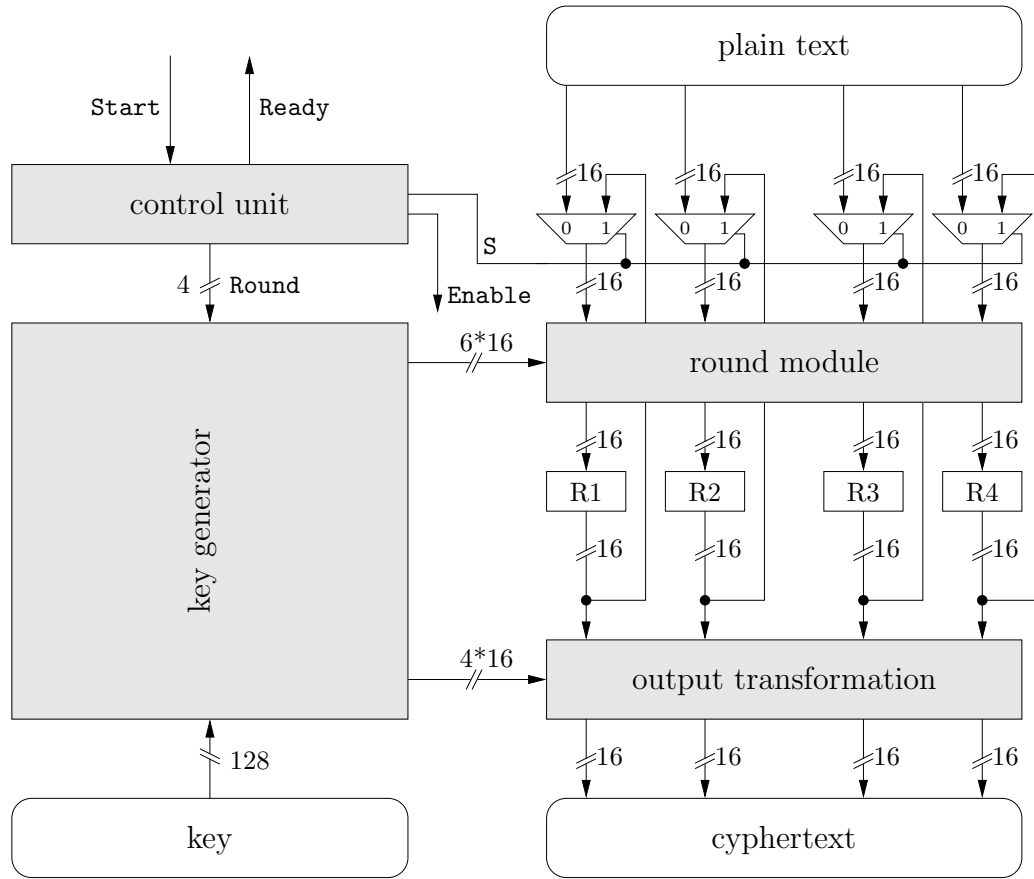 plain text
Start
Ready
16 16 16 16
control unit
0 1 0 1 0 1 0 1
S
4 Round
Enable
16 16 16 16
6*16
round module
16 16 16 16
key generator
R1 R2 R3 R4
16 16 16 16
4*16
output transformation
128
16 16 16 16
key
cyphertext